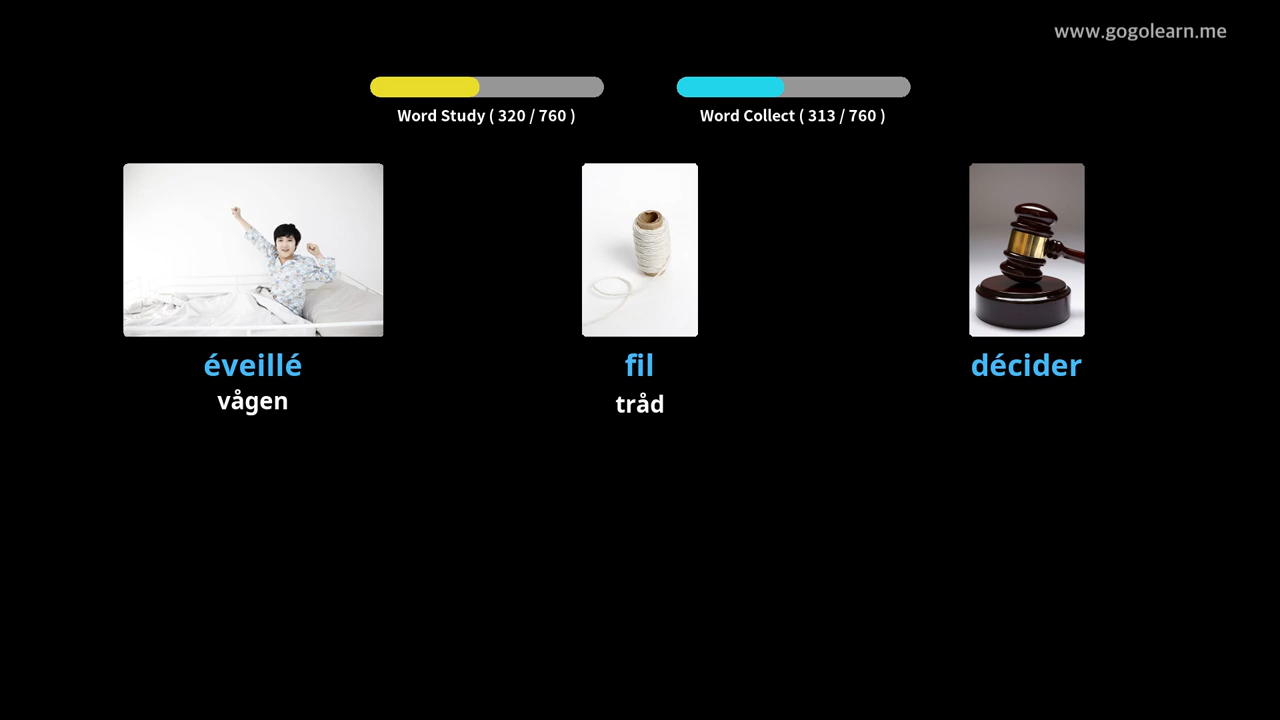 www.gogolearn.me
Word Study ( 320 / 760 )
Word Collect ( 313 / 760 )
éveillé
vågen
fil
tråd
décider